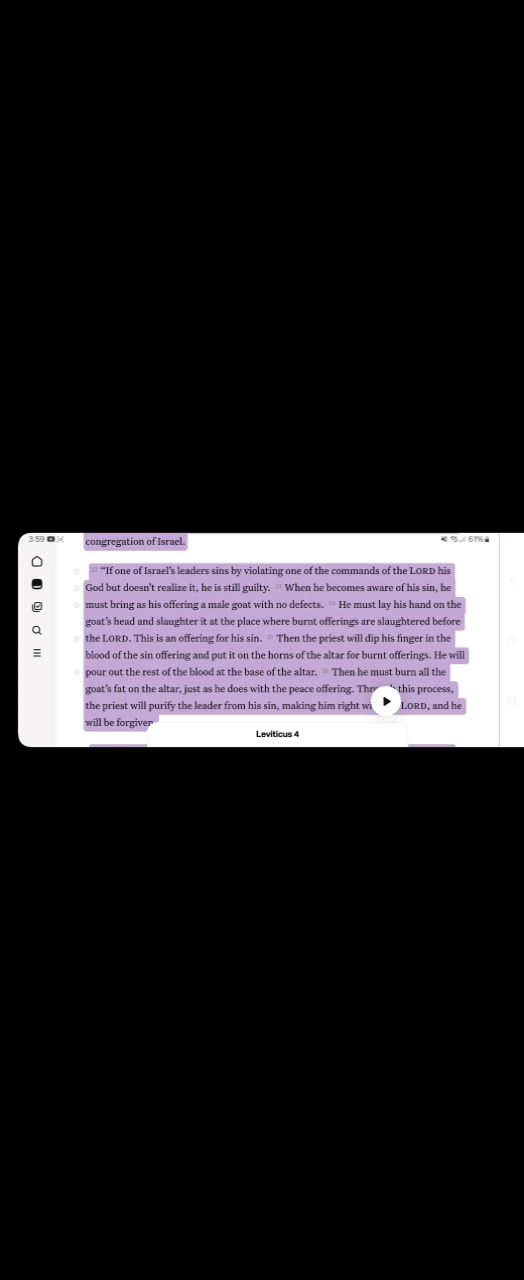 3:59
61%
congregation of Israel.
22 “If one of Israel’s leaders sins by violating one of the commands of the LORD his
God but doesn’t realize it, he is still guilty. 23 When he becomes aware of his sin, he
must bring as his offering a male goat with no defects. 24 He must lay his hand on the
goat’s head and slaughter it at the place where burnt offerings are slaughtered before
the LORD. This is an offering for his sin. 25 Then the priest will dip his finger in the
blood of the sin offering and put it on the horns of the altar for burnt offerings. He will
pour out the rest of the blood at the base of the altar. 26 Then he must burn all the
goat’s fat on the altar, just as he does with the peace offering. this process,
the priest will purify the leader from his sin, making him right LORD, and he
will be forgiven
Leviticus 4